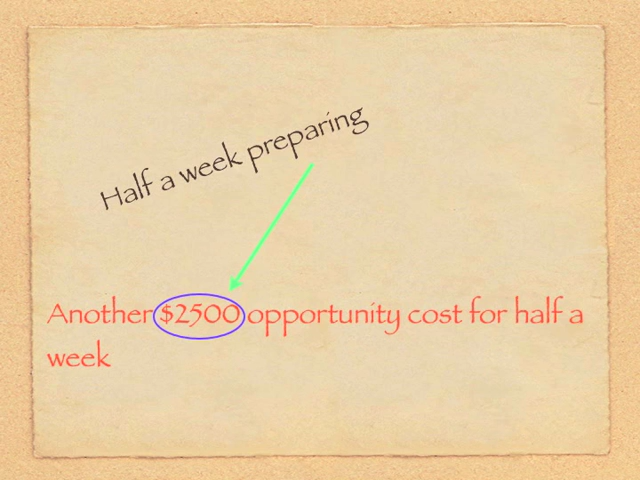 Half a week preparing
Another $2500 opportunity cost for half a
week